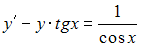 y′ − y · tgx = 1/cos x